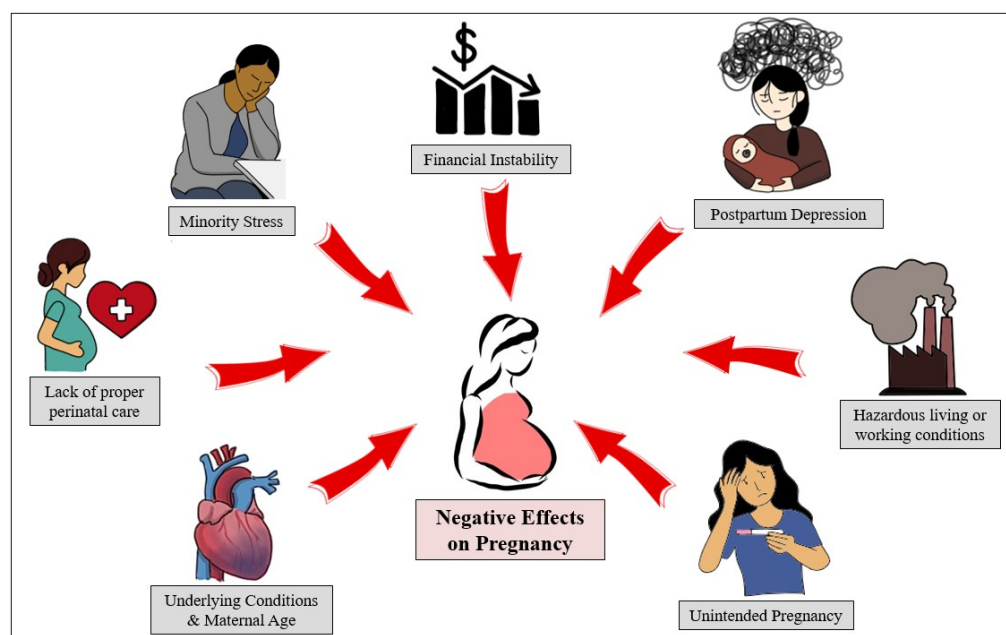 $
Financial Instability
Minority Stress
Postpartum Depression
Lack of proper
perinatal care
Hazardous living or
working conditions
Negative Effects
on Pregnancy
Underlying Conditions
& Maternal Age
Unintended Pregnancy